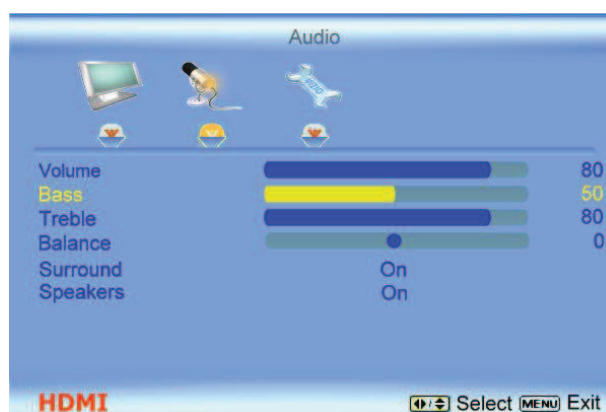 Audio
Volume 80
Bass 50
Treble 80
Balance 0
Surround On
Speakers On
HDMI Select MENU Exit